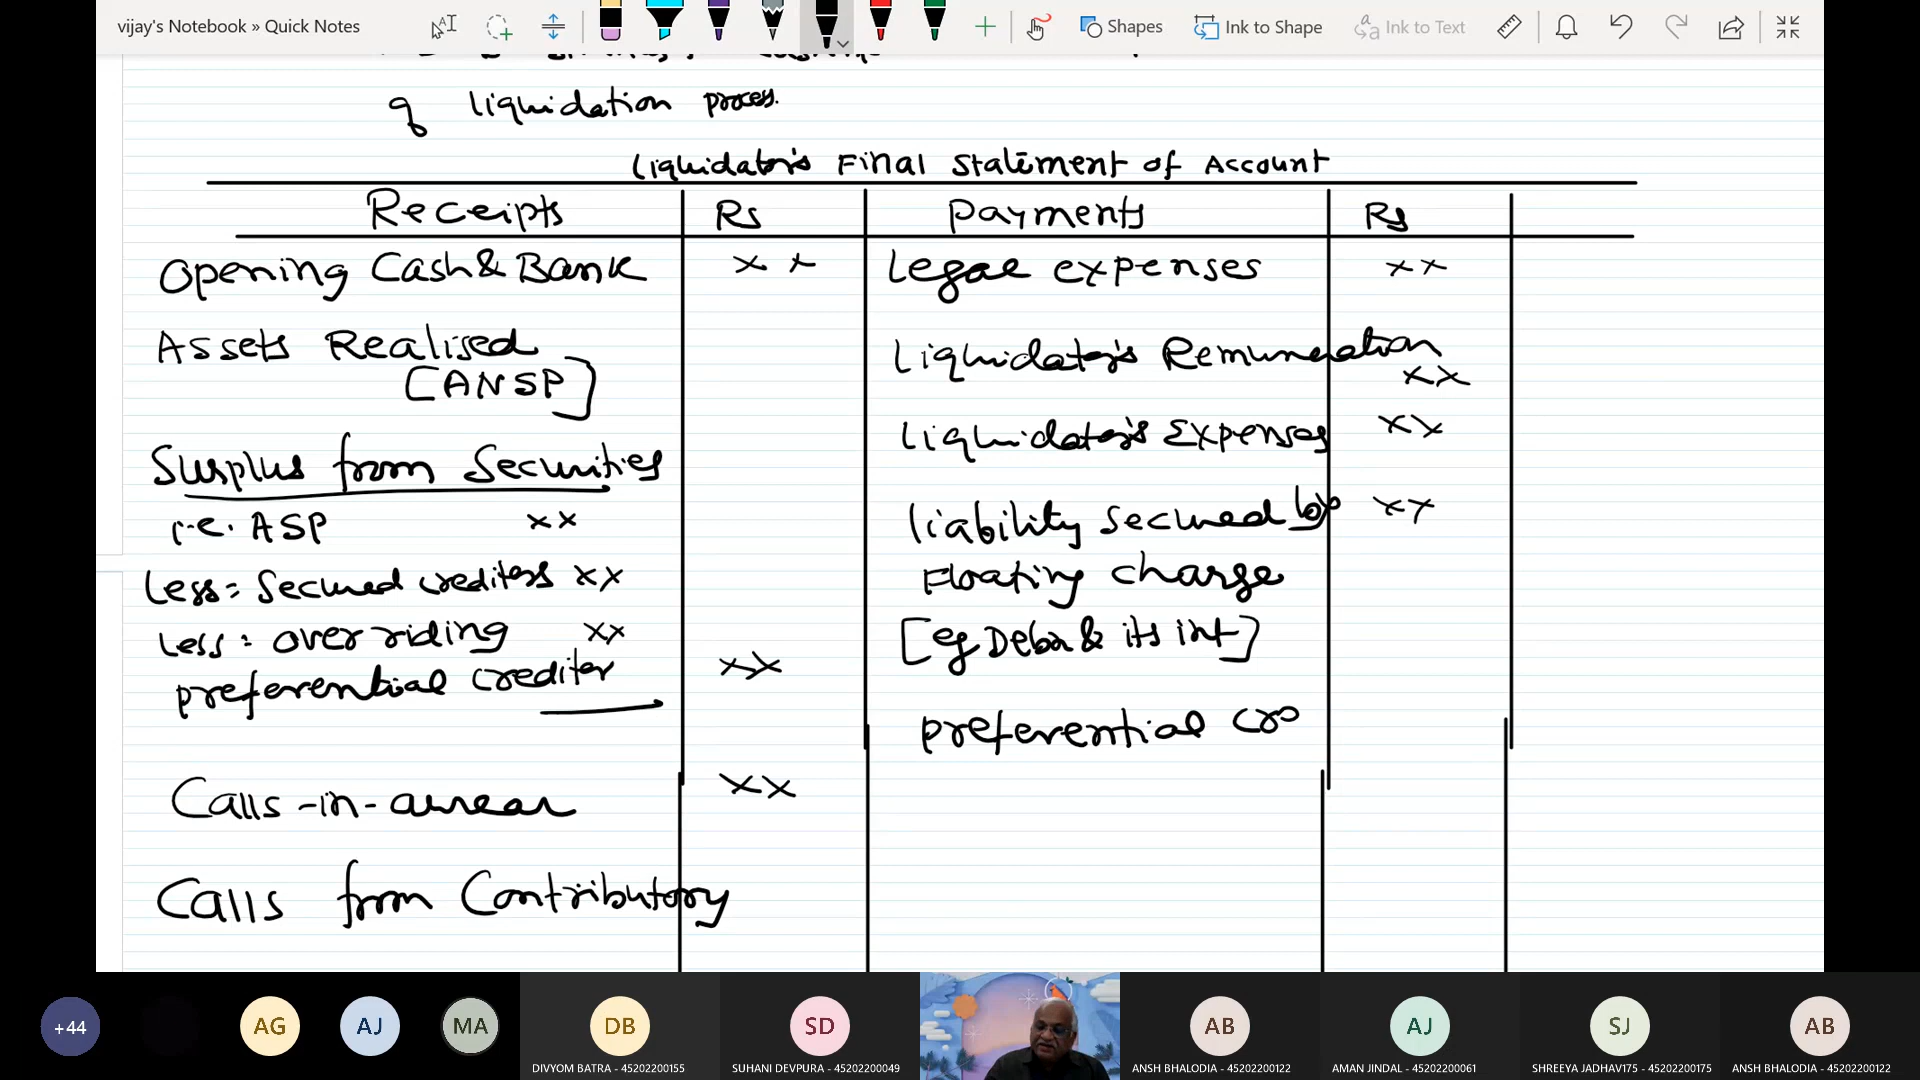 vijay's Notebook » Quick Notes
Shapes
Ink to Shape
Ink to Text
of liquidation process.
Liquidator's Final Statement of Account
Receipts Rs Payments Rs
Opening Cash & Bank x x
Assets Realised
[ANSP]
Surplus from Securities
i.e. ASP xx
Less = Secured creditors xx
Less = over riding xx
preferential creditor xx
Calls-in-arrear xx
Calls from Contributory
Legal expenses xx
Liquidator's Remuneration
xx
Liquidator's Expenses xx
liability secured by xx
Floating charge
[eg Deben & its int]
preferential cro
+44
AG
AJ
MA
DB
DIVYOM BATRA - 45202200155
SD
SUHANI DEVPURA - 45202200049
AB
ANSH BHALODIA - 45202200122
AJ
AMAN JINDAL - 45202200061
SJ
SHREEYA JADHAV175 - 45202200175
AB
ANSH BHALODIA - 45202200122